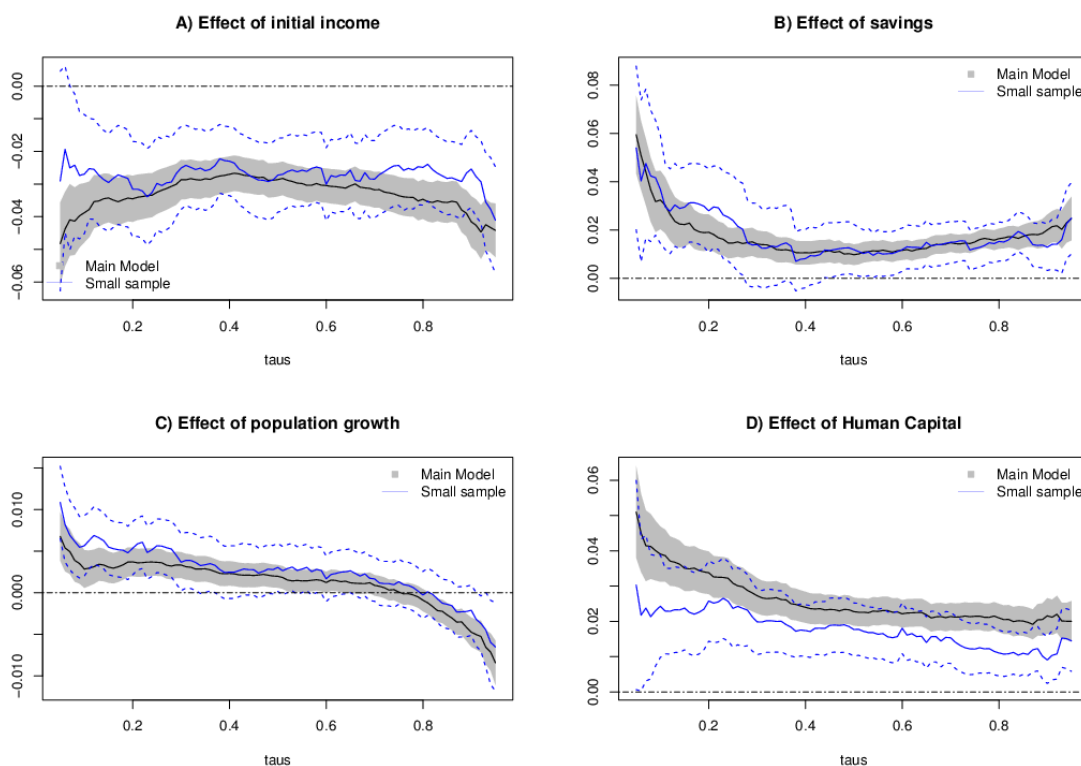 A) Effect of initial income
0.00
−0.02
−0.04
−0.06
Main Model
Small sample
0.2
0.4
0.6
0.8
taus
B) Effect of savings
0.08
0.06
0.04
0.02
0.00
Main Model
Small sample
0.2
0.4
0.6
0.8
taus
C) Effect of population growth
0.010
0.000
−0.010
Main Model
Small sample
0.2
0.4
0.6
0.8
taus
D) Effect of Human Capital
0.06
0.04
0.02
0.00
Main Model
Small sample
0.2
0.4
0.6
0.8
taus